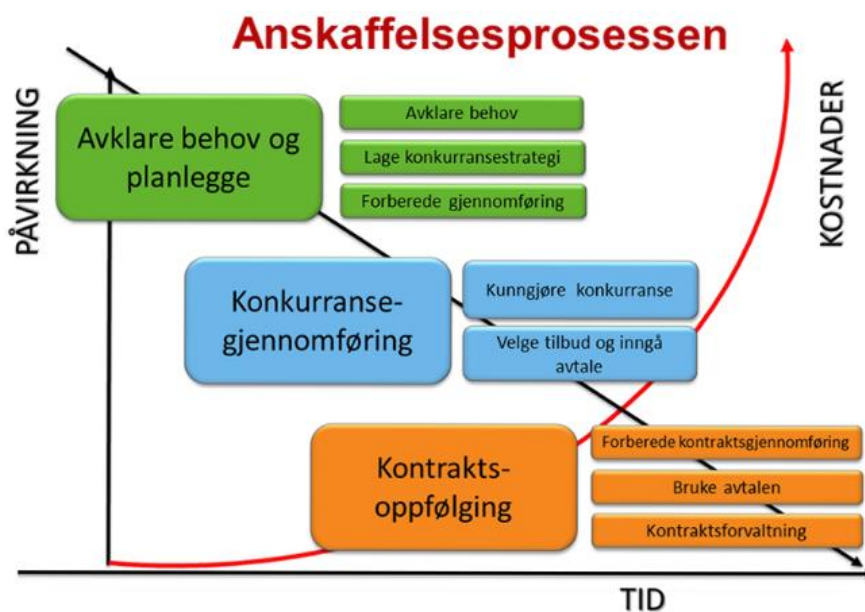 Anskaffelsesprosessen
PÅVIRKNING
KOSTNADER
Avklare behov og
planlegge
Avklare behov
Lage konkurransestrategi
Forberede gjennomføring
Konkurranse-
gjennomføring
Kunngjøre konkurranse
Velge tilbud og inngå
avtale
Kontrakts-
oppfølging
Forberede kontraktsgjennomføring
Bruke avtalen
Kontraktsforvaltning
TID